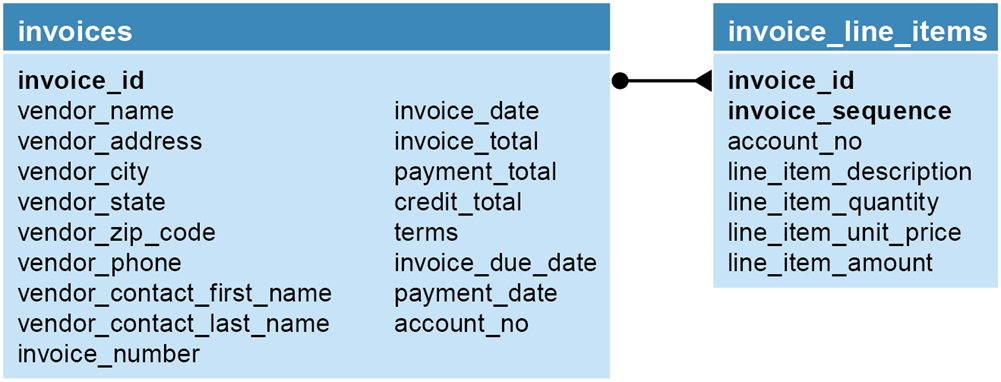 invoices
invoice_id
vendor_name
vendor_address
vendor_city
vendor_state
vendor_zip_code
vendor_phone
vendor_contact_first_name
vendor_contact_last_name
invoice_number
invoice_date
invoice_total
payment_total
credit_total
terms
invoice_due_date
payment_date
account_no
invoice_line_items
invoice_id
invoice_sequence
account_no
line_item_description
line_item_quantity
line_item_unit_price
line_item_amount